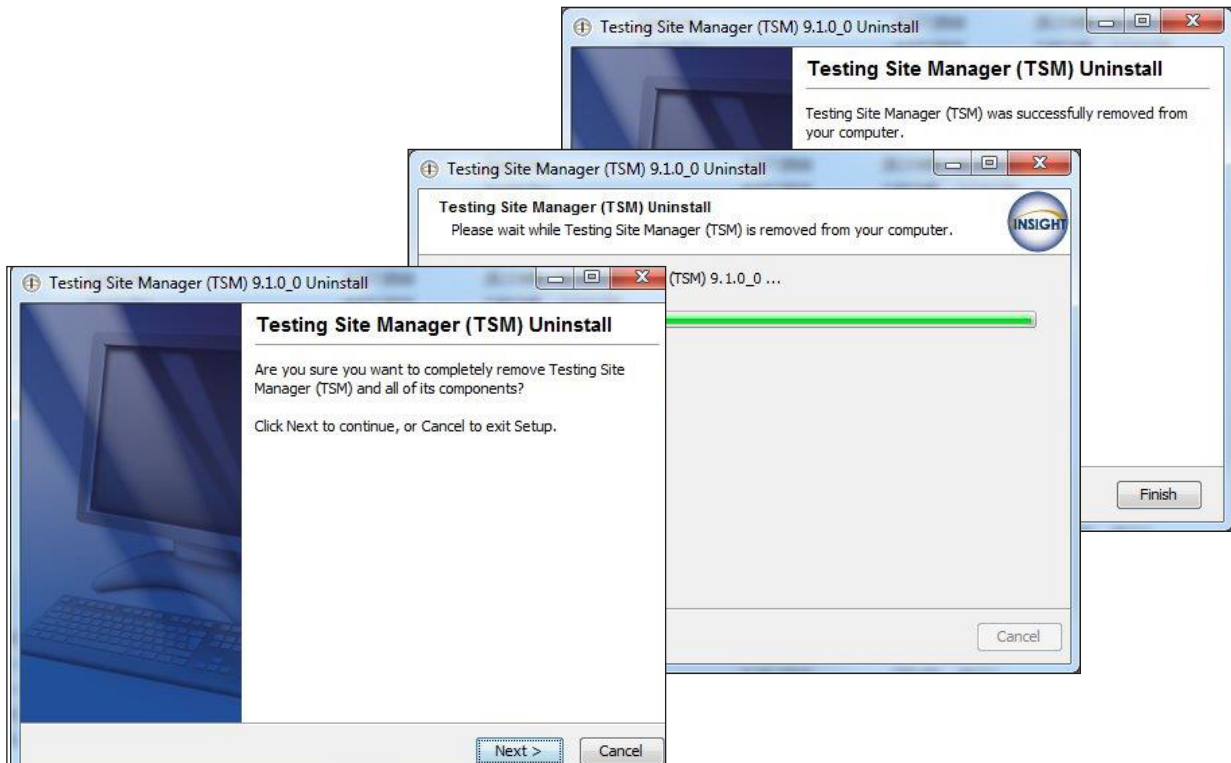 Testing Site Manager (TSM) 9.1.0_0 Uninstall
Testing Site Manager (TSM) Uninstall
Testing Site Manager (TSM) was successfully removed from
your computer.
Finish
Testing Site Manager (TSM) 9.1.0_0 Uninstall
Testing Site Manager (TSM) Uninstall
Please wait while Testing Site Manager (TSM) is removed from your computer.
INSIGHT
(TSM) 9.1.0_0 ...
Cancel
Testing Site Manager (TSM) 9.1.0_0 Uninstall
Testing Site Manager (TSM) Uninstall
Are you sure you want to completely remove Testing Site
Manager (TSM) and all of its components?
Click Next to continue, or Cancel to exit Setup.
Next >
Cancel